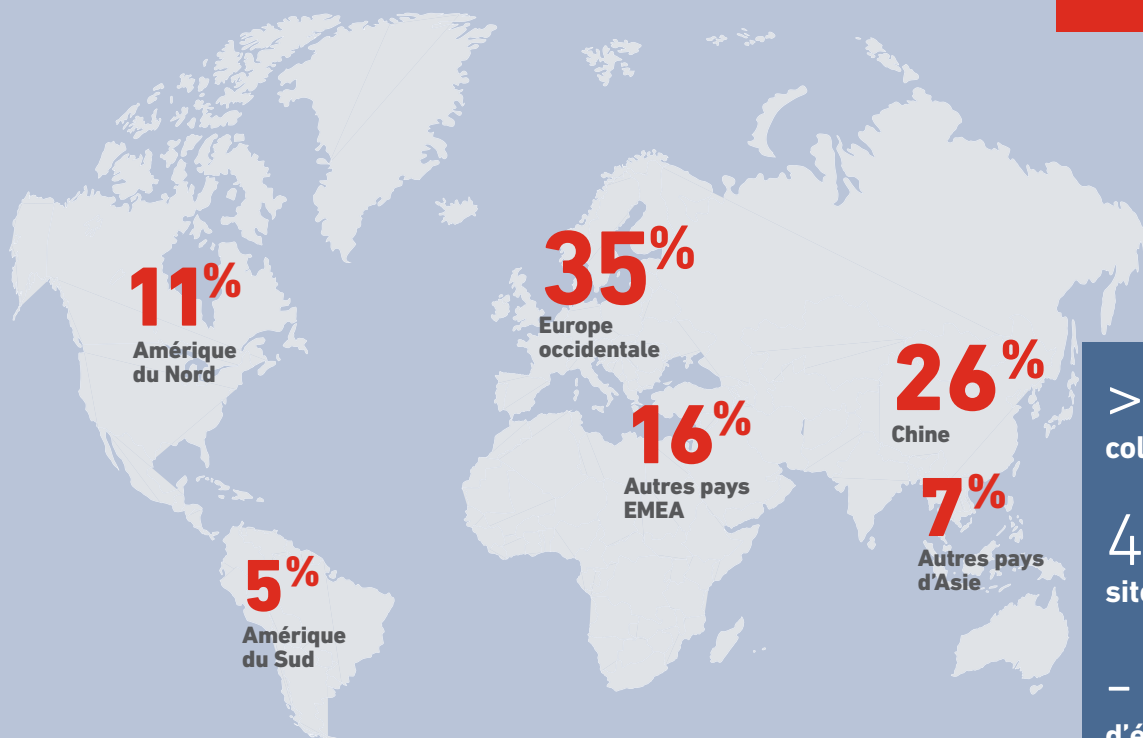 11%
Amérique
du Nord
35%
Europe
occidentale
16%
Autres pays
EMEA
26%
Chine
7%
Autres pays
d'Asie
5%
Amérique
du Sud
>
4
–